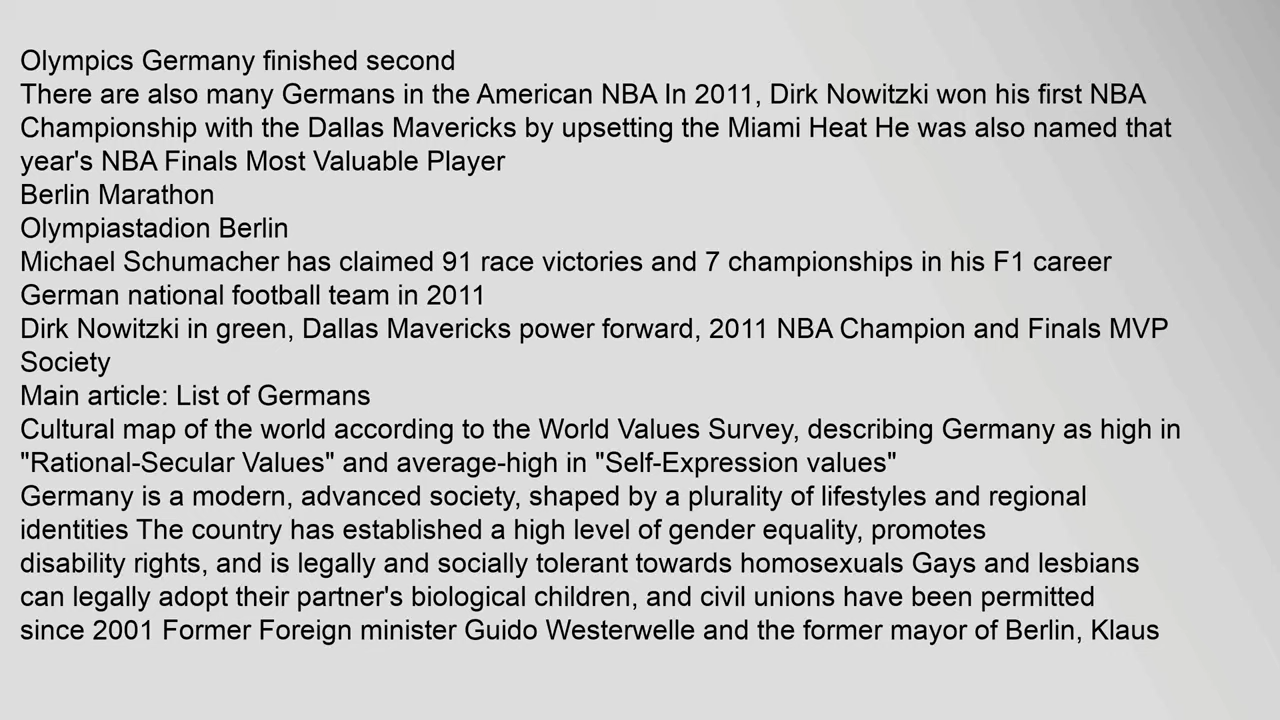 Olympics Germany finished second
There are also many Germans in the American NBA In 2011, Dirk Nowitzki won his first NBA
Championship with the Dallas Mavericks by upsetting the Miami Heat He was also named that
year's NBA Finals Most Valuable Player
Berlin Marathon
Olympiastadion Berlin
Michael Schumacher has claimed 91 race victories and 7 championships in his F1 career
German national football team in 2011
Dirk Nowitzki in green, Dallas Mavericks power forward, 2011 NBA Champion and Finals MVP
Society
Main article: List of Germans
Cultural map of the world according to the World Values Survey, describing Germany as high in
"Rational-Secular Values" and average-high in "Self-Expression values"
Germany is a modern, advanced society, shaped by a plurality of lifestyles and regional
identities The country has established a high level of gender equality, promotes
disability rights, and is legally and socially tolerant towards homosexuals Gays and lesbians
can legally adopt their partner's biological children, and civil unions have been permitted
since 2001 Former Foreign minister Guido Westerwelle and the former mayor of Berlin, Klaus